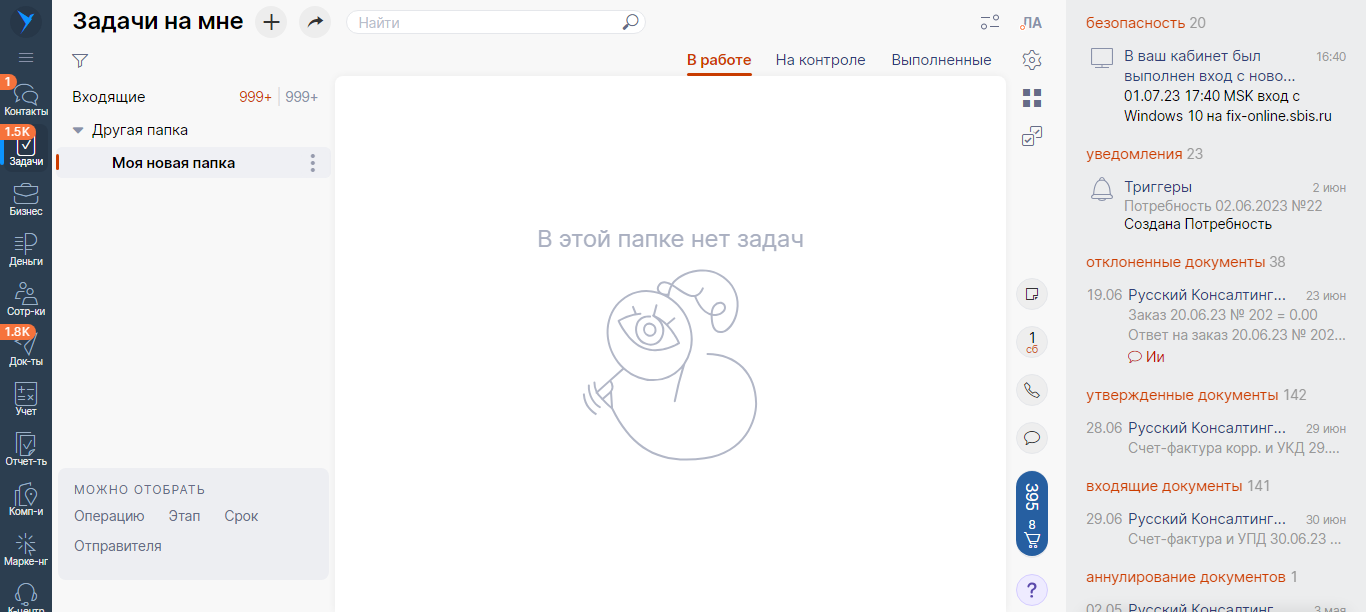 1
Контакты
1.5K
Задачи
Бизнес
Деньги
Сотр-ки
1.8K
Док-ты
Учет
Отчет-ть
Комп-и
Марке-нг
К-центр
Задачи на мне
Найти
В работе
На контроле
Выполненные
Входящие 999+ 999+
Другая папка
Моя новая папка
МОЖНО ОТОБРАТЬ
Операцию Этап Срок
Отправителя
В этой папке нет задач
ЛА
1
сб
395
8
?
безопасность 20
В ваш кабинет был 16:40
выполнен вход с ново...
01.07.23 17:40 MSK вход с
Windows 10 на fix-online.sbis.ru
уведомления 23
Триггеры 2 июн
Потребность 02.06.2023 №22
Создана Потребность
отклоненные документы 38
19.06 Русский Консалтинг... 23 июн
Заказ 20.06.23 № 202 = 0.00
Ответ на заказ 20.06.23 № 202...
Ии
утвержденные документы 142
28.06 Русский Консалтинг... 29 июн
Счет-фактура корр. и УКД 29....
входящие документы 141
29.06 Русский Консалтинг... 30 июн
Счет-фактура и УПД 30.06.23 ...
аннулирование документов 1
02.05 Русский Консалтинг... 3 мая